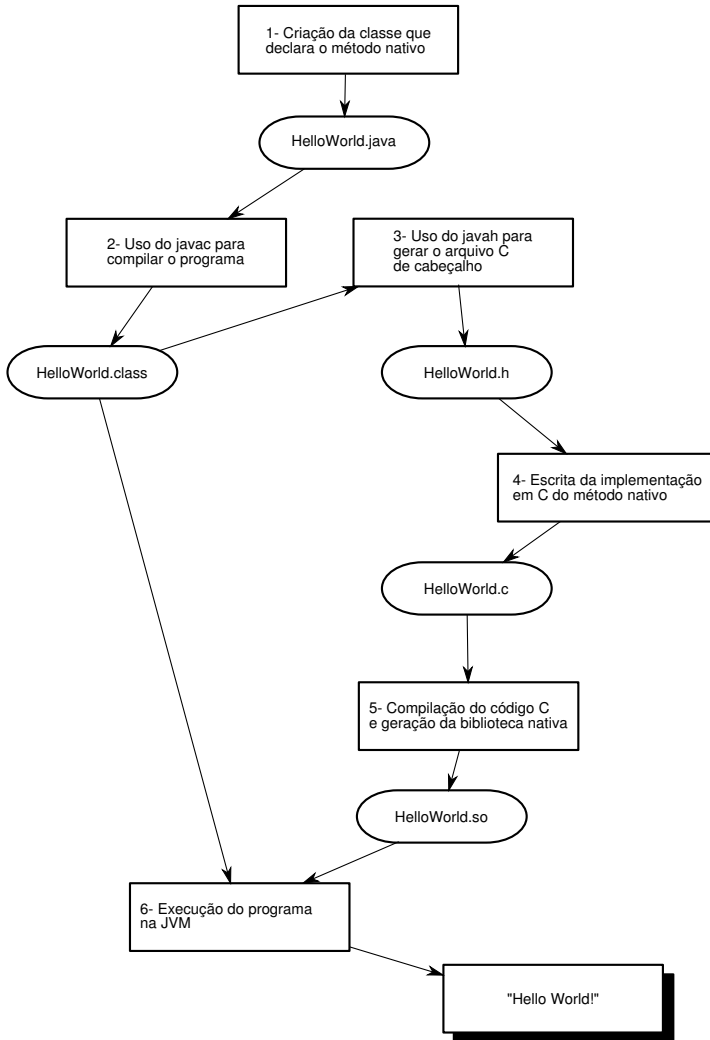 1- Criação da classe que
declara o método nativo
HelloWorld.java
2- Uso do javac para
compilar o programa
3- Uso do javah para
gerar o arquivo C
de cabeçalho
HelloWorld.class
HelloWorld.h
4- Escrita da implementação
em C do método nativo
HelloWorld.c
5- Compilação do código C
e geração da biblioteca nativa
HelloWorld.so
6- Execução do programa
na JVM
"Hello World!"